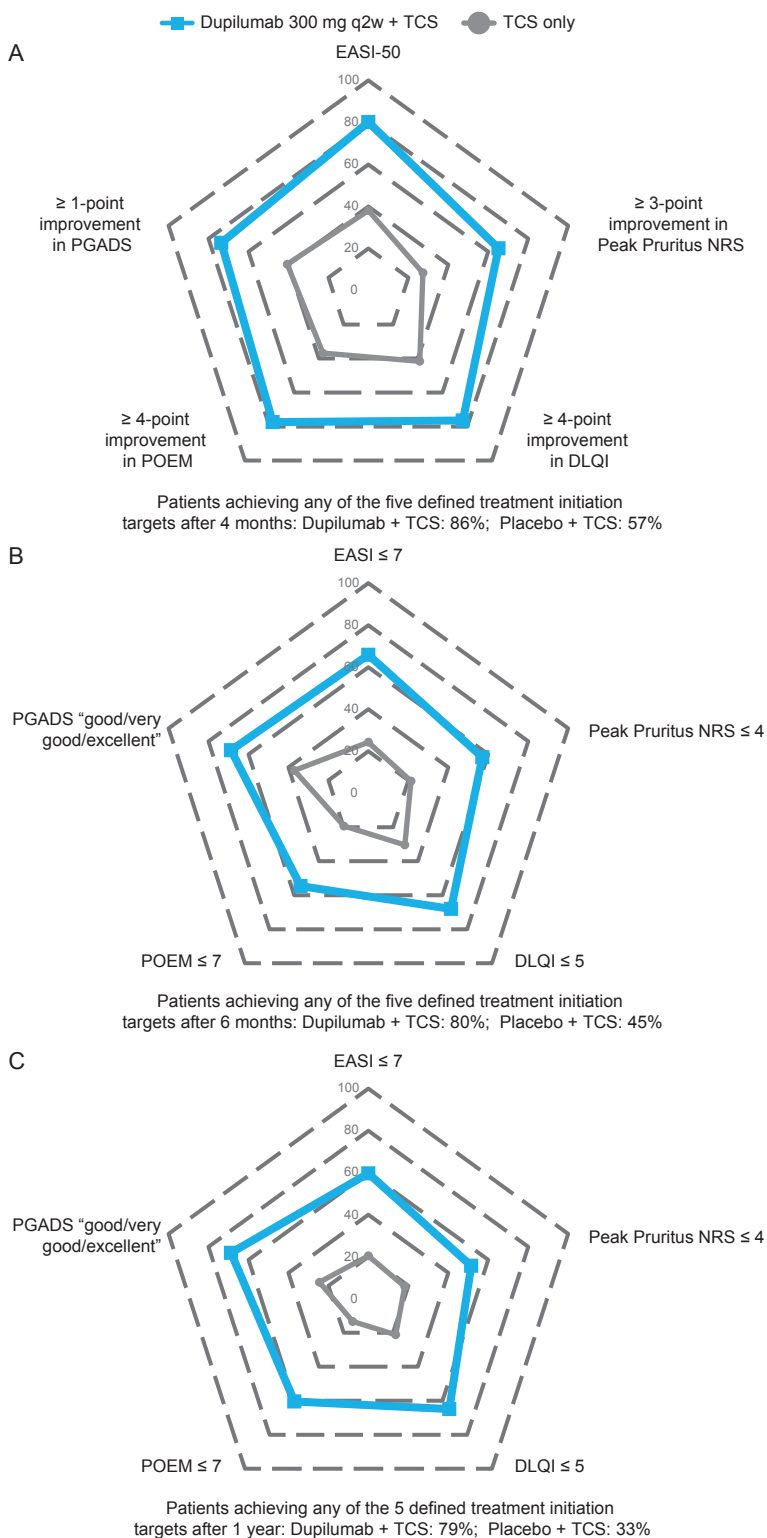 Dupilumab 300 mg q2w + TCS
TCS only
A
EASI-50
100
80
60
40
20
0
≥ 1-point
improvement
in PGADS
≥ 3-point
improvement in
Peak Pruritus NRS
≥ 4-point
improvement
in POEM
≥ 4-point
improvement
in DLQI
Patients achieving any of the five defined treatment initiation
targets after 4 months: Dupilumab + TCS: 86%; Placebo + TCS: 57%
B
EASI ≤ 7
100
80
60
40
20
0
PGADS “good/very
good/excellent”
Peak Pruritus NRS ≤ 4
POEM ≤ 7
DLQI ≤ 5
Patients achieving any of the five defined treatment initiation
targets after 6 months: Dupilumab + TCS: 80%; Placebo + TCS: 45%
C
EASI ≤ 7
100
80
60
40
20
0
PGADS “good/very
good/excellent”
Peak Pruritus NRS ≤ 4
POEM ≤ 7
DLQI ≤ 5
Patients achieving any of the 5 defined treatment initiation
targets after 1 year: Dupilumab + TCS: 79%; Placebo + TCS: 33%